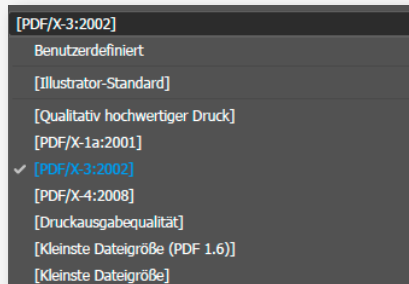 [PDF/X-3:2002]
Benutzerdefiniert
[Illustrator-Standard]
[Qualitativ hochwertiger Druck]
[PDF/X-1a:2001]
[PDF/X-3:2002]
[PDF/X-4:2008]
[Druckausgabequalität]
[Kleinste Dateigröße (PDF 1.6)]
[Kleinste Dateigröße]